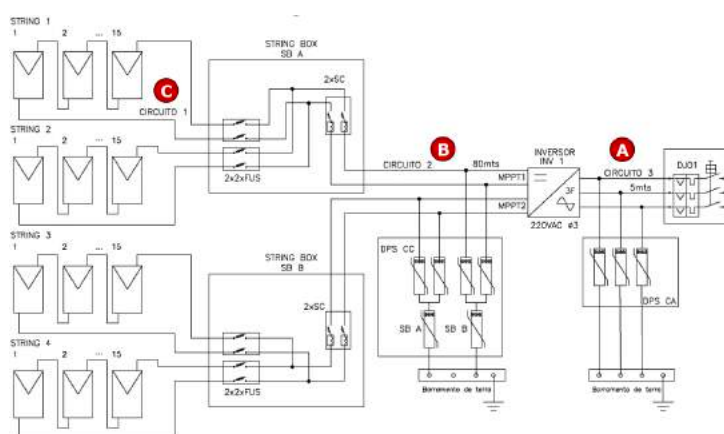 STRING 1
1 2 ... 15
C
CIRCUITO 1
STRING 2
1 2 ... 15
STRING BOX
SB A
2xSC
2x2xFUS
STRING 3
1 2 ... 15
STRING 4
1 2 ... 15
STRING BOX
SB B
2xSC
2x2xFUS
B
CIRCUITO 2
80mts
MPPT1
MPPT2
INVERSOR
INV 1
3F
220VAC ø3
A
CIRCUITO 3
5mts
DJ01
DPS CC
SB A
SB B
Barramento de terra
DPS CA
Barramento de terra